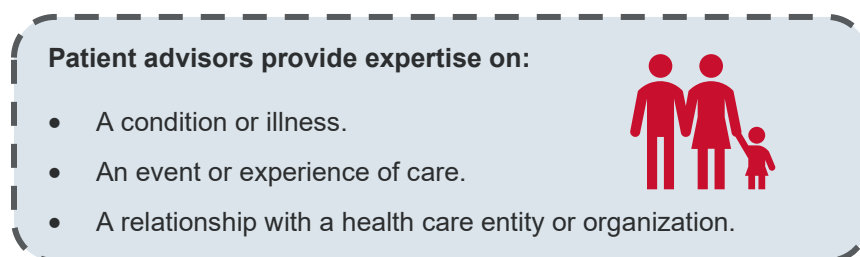 Patient advisors provide expertise on:
• A condition or illness.
• An event or experience of care.
• A relationship with a health care entity or organization.